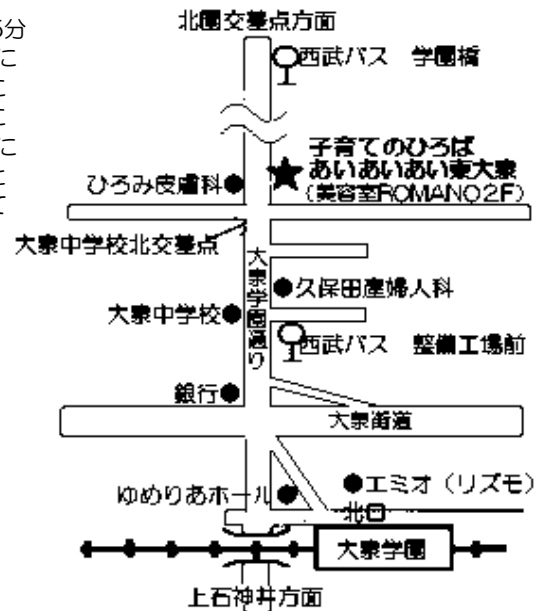 5分
に
に
北園交差点方面
西武バス 学園橋
子育てのひろば
あいあいあい東大泉
(美容室ROMANO2F)
ひろみ皮膚科
大泉中学校北交差点
大泉学園通り
久保田産婦人科
大泉中学校
西武バス 整備工場前
銀行
大泉街道
ゆめりあホール
エミオ(リズモ)
北口
大泉学園
上石神井方面